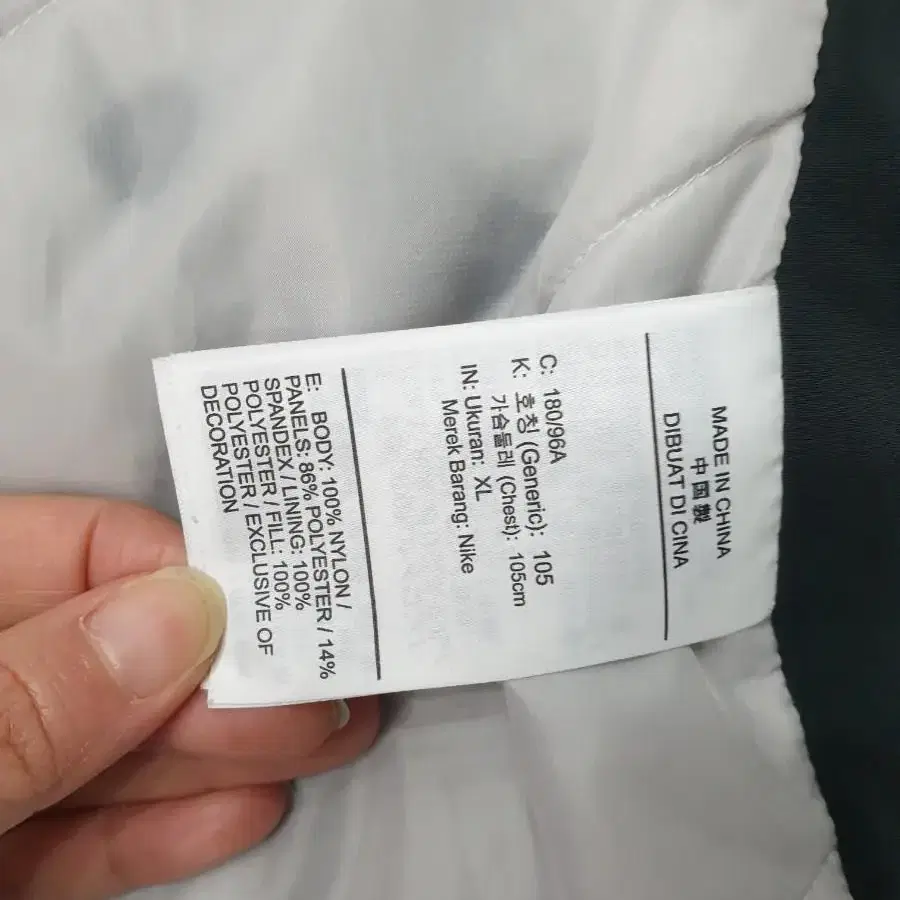 MADE IN CHINA
中国製
DIBUAT DI CINA
C: 180/96A
K: 호칭 (Generic): 105
가슴둘레 (Chest): 105cm
IN: Ukuran: XL
Merek Barang: Nike
E: BODY: 100% NYLON /
PANELS: 86% POLYESTER / 14%
SPANDEX / LINING: 100%
POLYESTER / FILL: 100%
POLYESTER / EXCLUSIVE OF
DECORATION